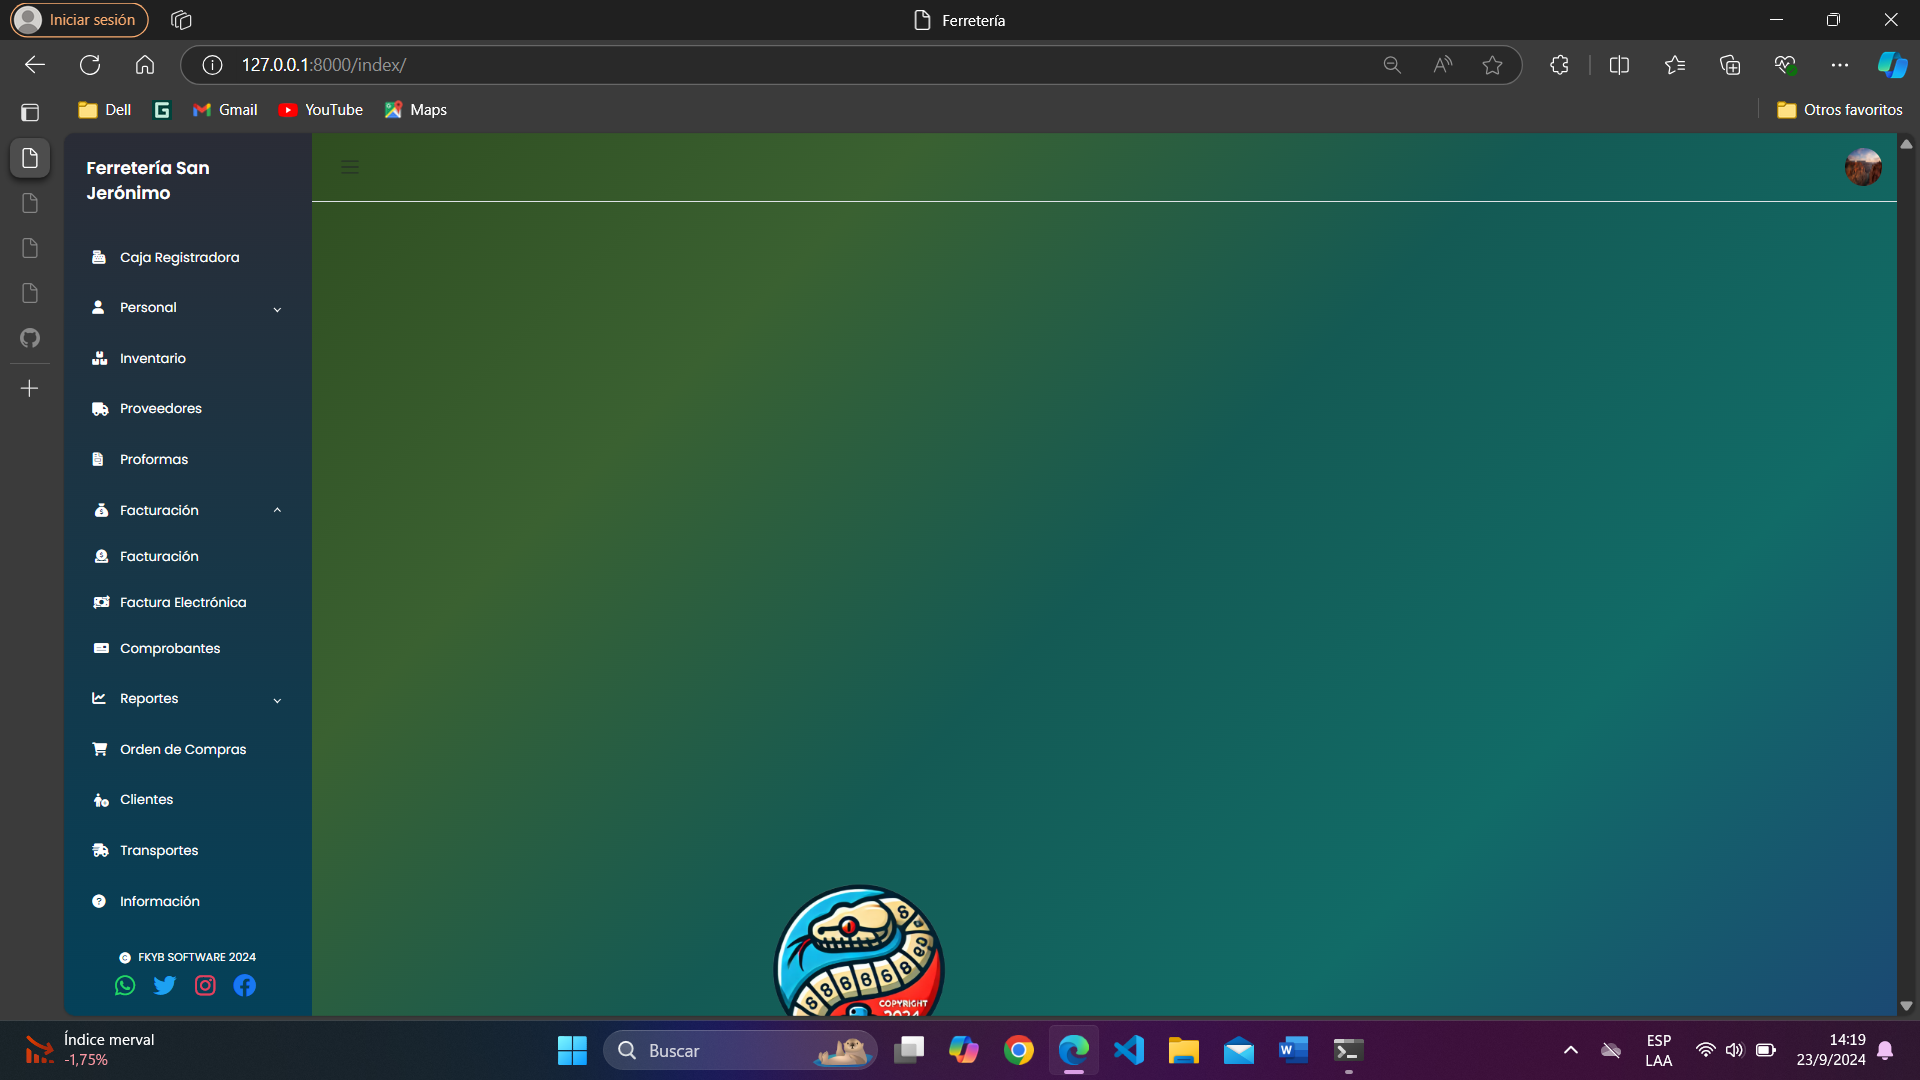 Iniciar sesión
Ferretería
127.0.0.1:8000/index/
Dell
Gmail
YouTube
Maps
Otros favoritos
Ferretería San
Jerónimo
Caja Registradora
Personal
Inventario
Proveedores
Proformas
Facturación
Facturación
Factura Electrónica
Comprobantes
Reportes
Orden de Compras
Clientes
Transportes
Información
FKYB SOFTWARE 2024
COPYRIGHT
2024
Índice merval
-1,75%
Buscar
ESP
LAA
14:19
23/9/2024